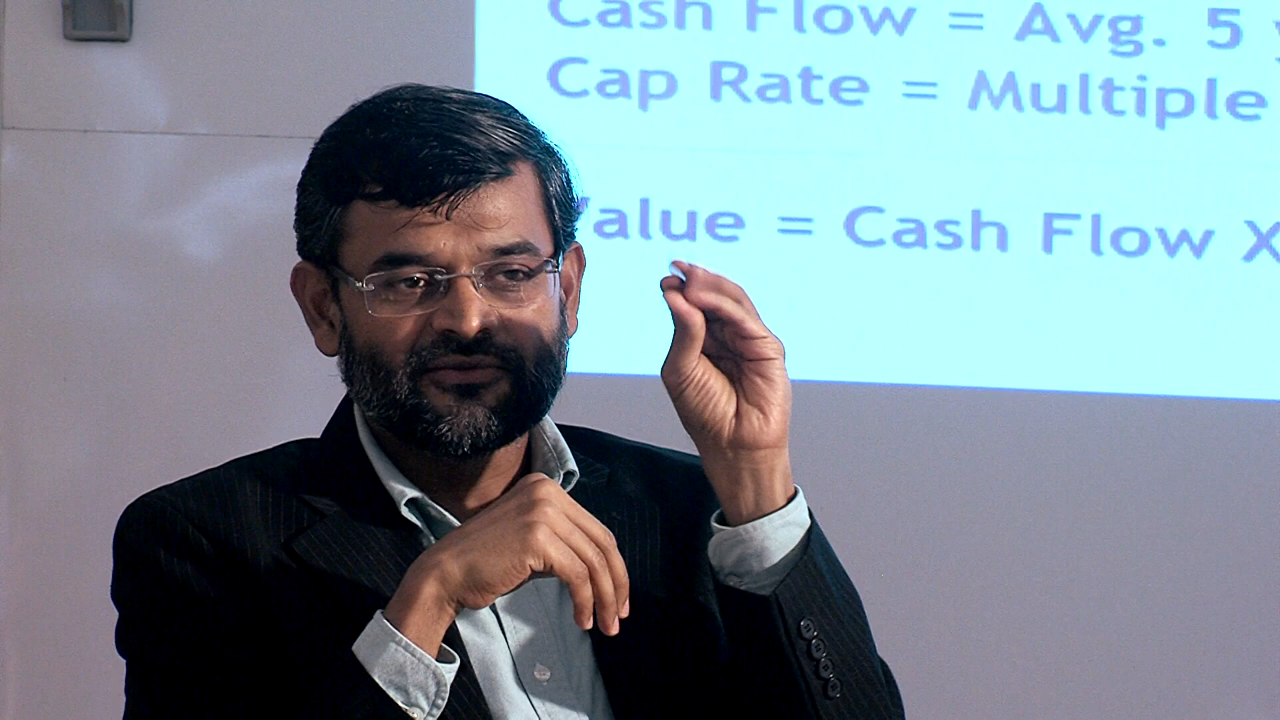 Cash Flow = Avg. 5
Cap Rate = Multiple
Value = Cash Flow X